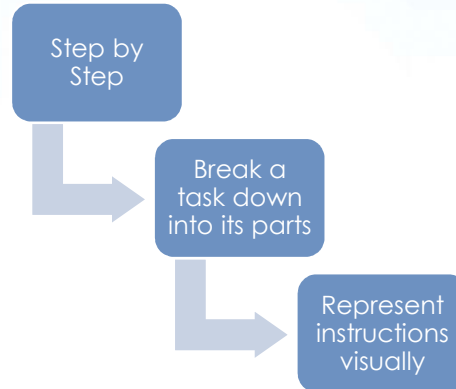 Step by
Step
Break a
task down
into its parts
Represent
instructions
visually